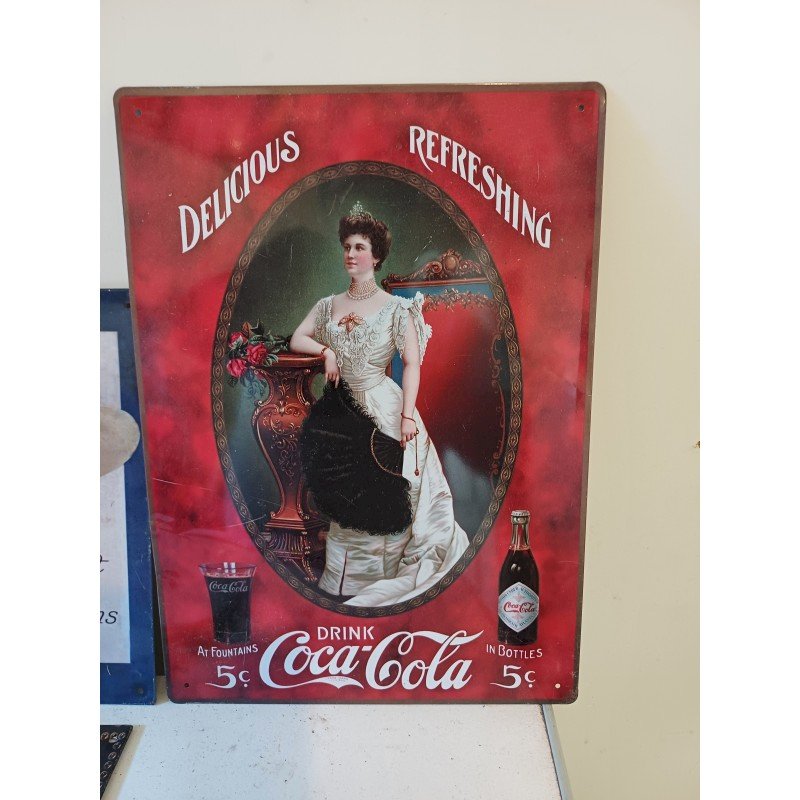 DELICIOUS
REFRESHING
Coca-Cola
Coca-Cola
DRINK
Coca-Cola
AT FOUNTAINS
5¢
IN BOTTLES
5¢